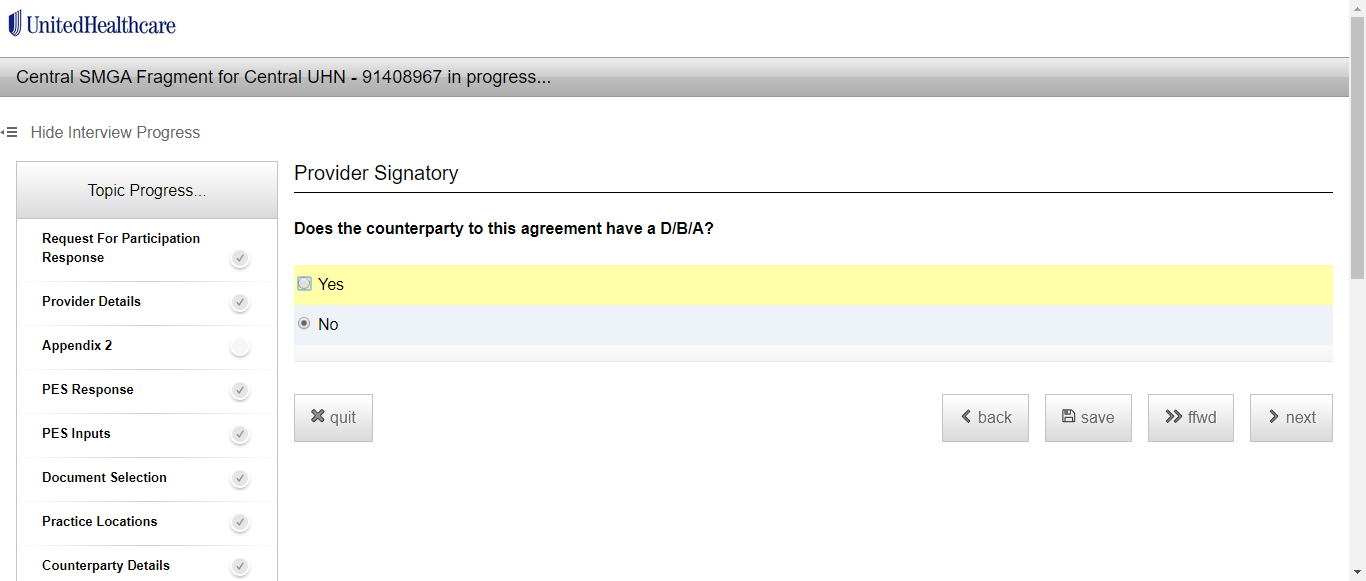 UnitedHealthcare
Central SMGA Fragment for Central UHN - 91408967 in progress...
Hide Interview Progress
Topic Progress...
Request For Participation
Response
Provider Details
Appendix 2
PES Response
PES Inputs
Document Selection
Practice Locations
Counterparty Details
Provider Signatory
Does the counterparty to this agreement have a D/B/A?
Yes
No
quit
back
save
ffwd
next